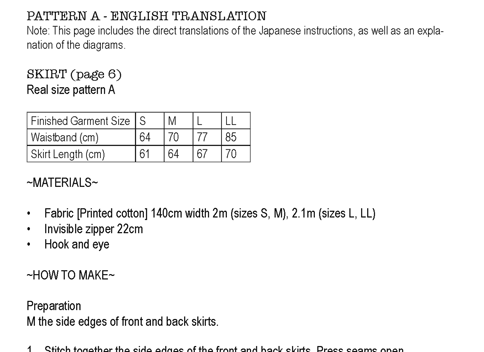 PATTERN A - ENGLISH TRANSLATION
Note: This page includes the direct translations of the Japanese instructions, as well as an expla-
nation of the diagrams.
SKIRT (page 6)
Real size pattern A
Finished Garment Size S M L LL
Waistband (cm) 64 70 77 85
Skirt Length (cm) 61 64 67 70
~MATERIALS~
• Fabric [Printed cotton] 140cm width 2m (sizes S, M), 2.1m (sizes L, LL)
• Invisible zipper 22cm
• Hook and eye
~HOW TO MAKE~
Preparation
M the side edges of front and back skirts.
1. Stitch together the side edges of the front and back skirts. Press seams open